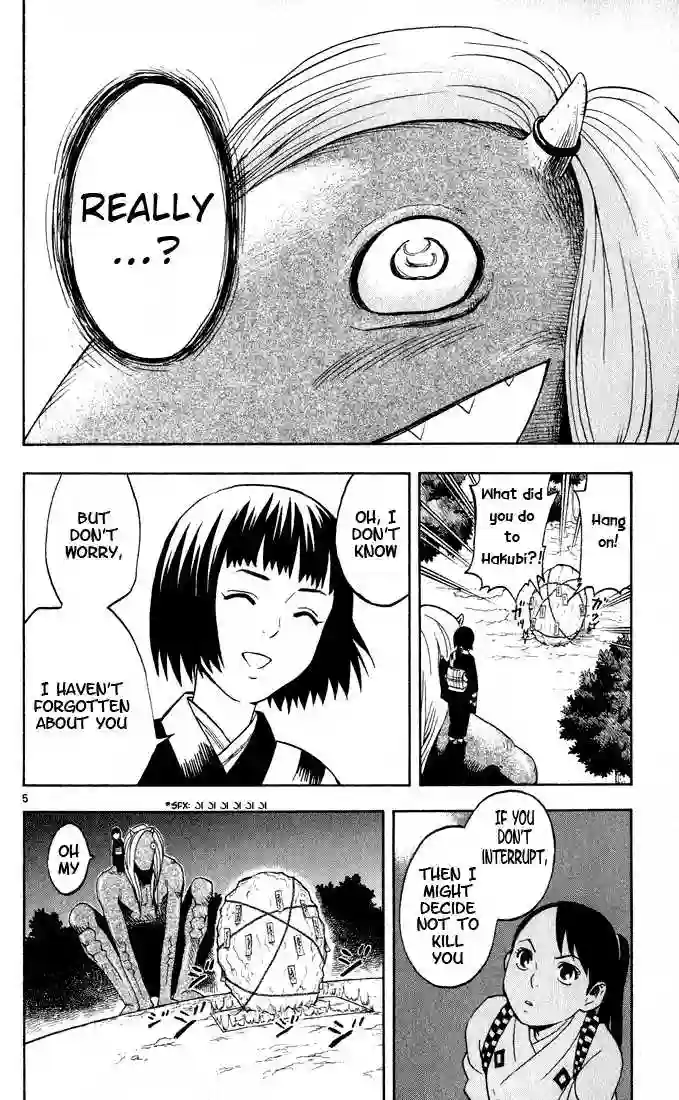 REALLY
...?
Hang
on!
What did
you do
to
Hakubi?!
OH, I
DON'T
KNOW
BUT
DON'T
WORRY,
I HAVEN'T
FORGOTTEN
ABOUT YOU
5
IF YOU
DON'T
INTERRUPT,
THEN I
MIGHT
DECIDE
NOT TO
KILL
YOU
OH
MY